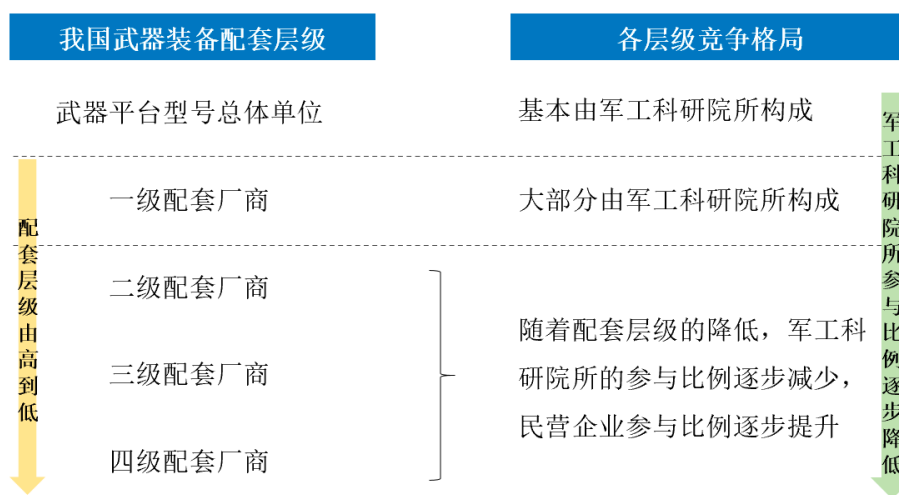 我国武器装备配套层级
各层级竞争格局
武器平台型号总体单位
基本由军工科研院所构成
一级配套厂商
大部分由军工科研院所构成
二级配套厂商
三级配套厂商
四级配套厂商
随着配套层级的降低，军工科
研院所的参与比例逐步减少，
民营企业参与比例逐步提升
配套层级由高到低
军工科研院所参与比例逐步降低